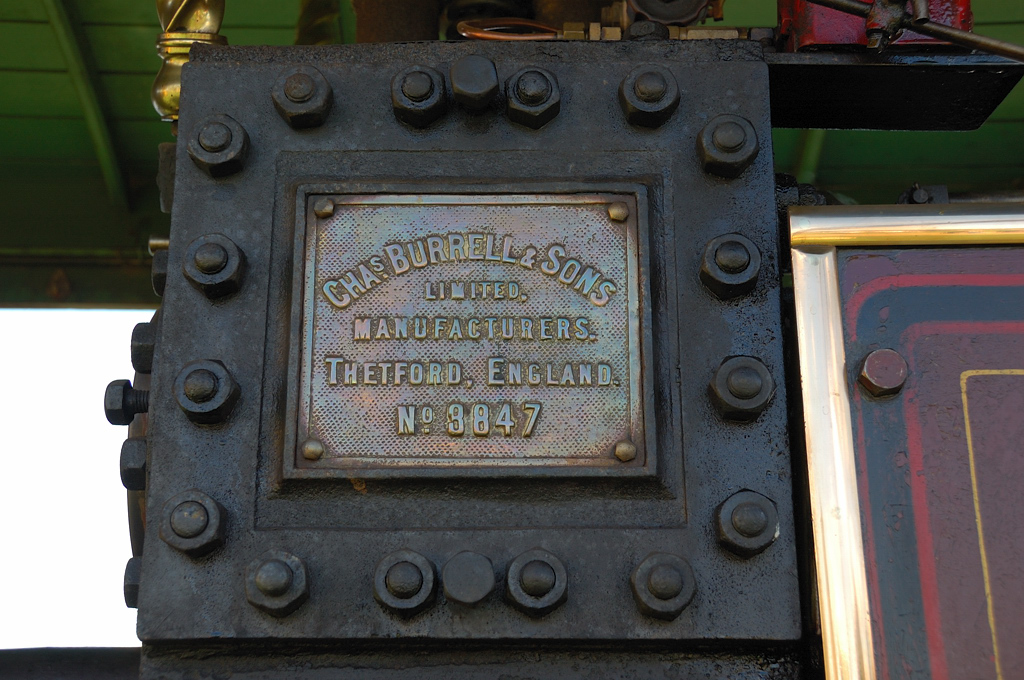 CHAS. BURRELL & SONS
LIMITED.
MANUFACTURERS.
THETFORD, ENGLAND.
No. 3847